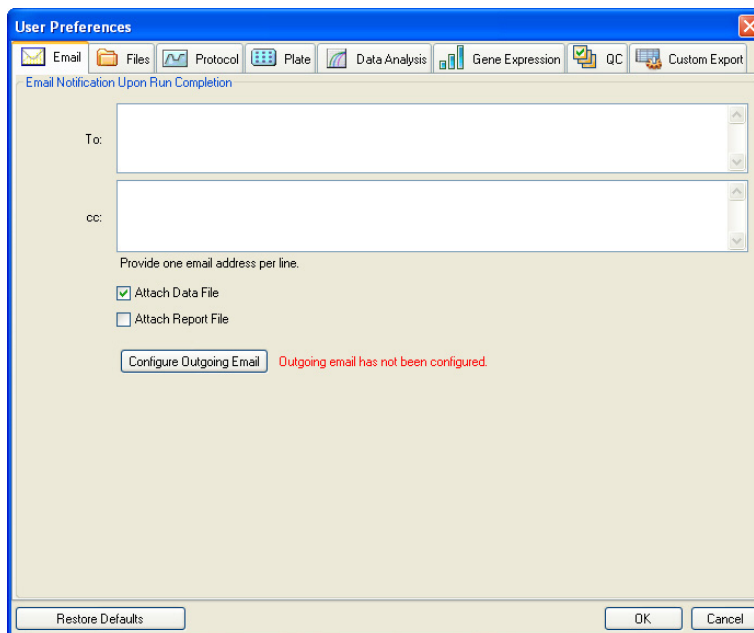 User Preferences
Email Files Protocol Plate Data Analysis Gene Expression QC Custom Export
Email Notification Upon Run Completion
To:
cc:
Provide one email address per line.
Attach Data File
Attach Report File
Configure Outgoing Email Outgoing email has not been configured.
Restore Defaults OK Cancel